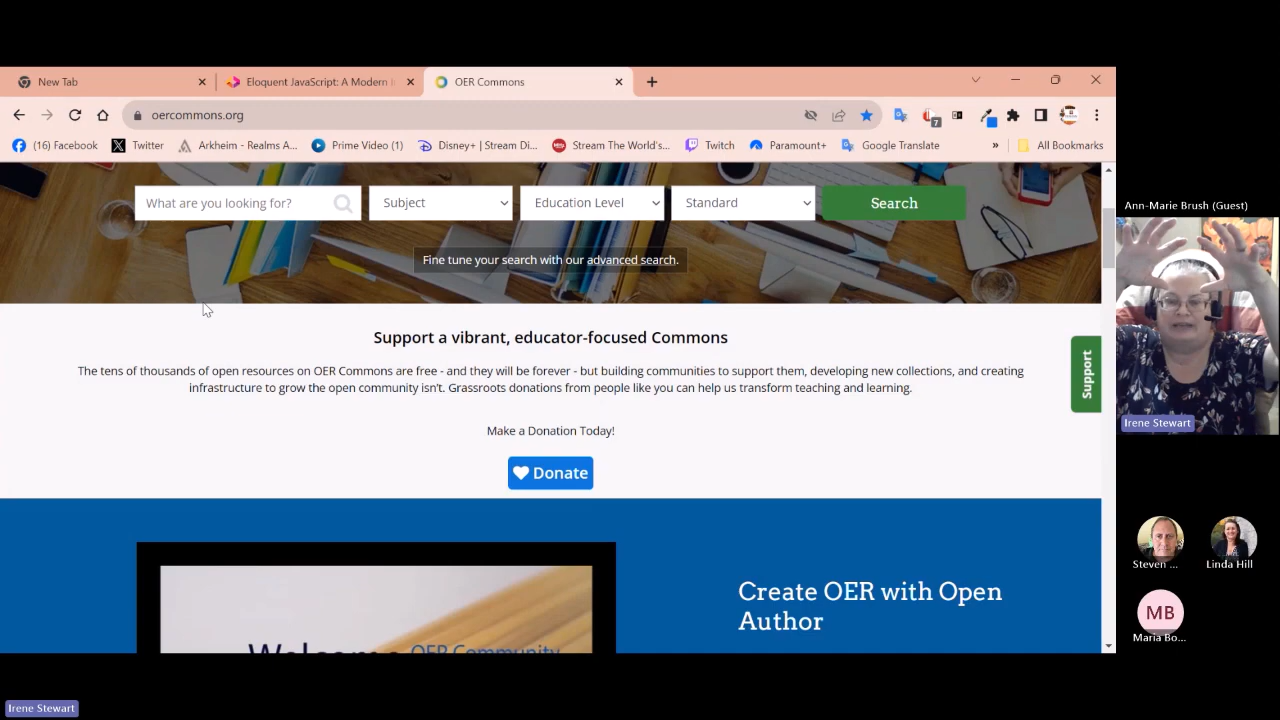 New Tab
Eloquent JavaScript: A Modern
OER Commons
oercommons.org
7
(16) Facebook
Twitter
Arkheim - Realms A...
Prime Video (1)
Disney+ | Stream Di...
Stream The World's...
Twitch
Paramount+
Google Translate
»
All Bookmarks
What are you looking for?
Subject
Education Level
Standard
Search
Fine tune your search with our advanced search.
Support a vibrant, educator-focused Commons
The tens of thousands of open resources on OER Commons are free - and they will be forever - but building communities to support them, developing new collections, and creating
infrastructure to grow the open community isn't. Grassroots donations from people like you can help us transform teaching and learning.
Make a Donation Today!
Donate
Support
Welcome OER Community
Create OER with Open
Author
Ann-Marie Brush (Guest)
Irene Stewart
Steven ...
Linda Hill
MB
Maria Bo...
Irene Stewart